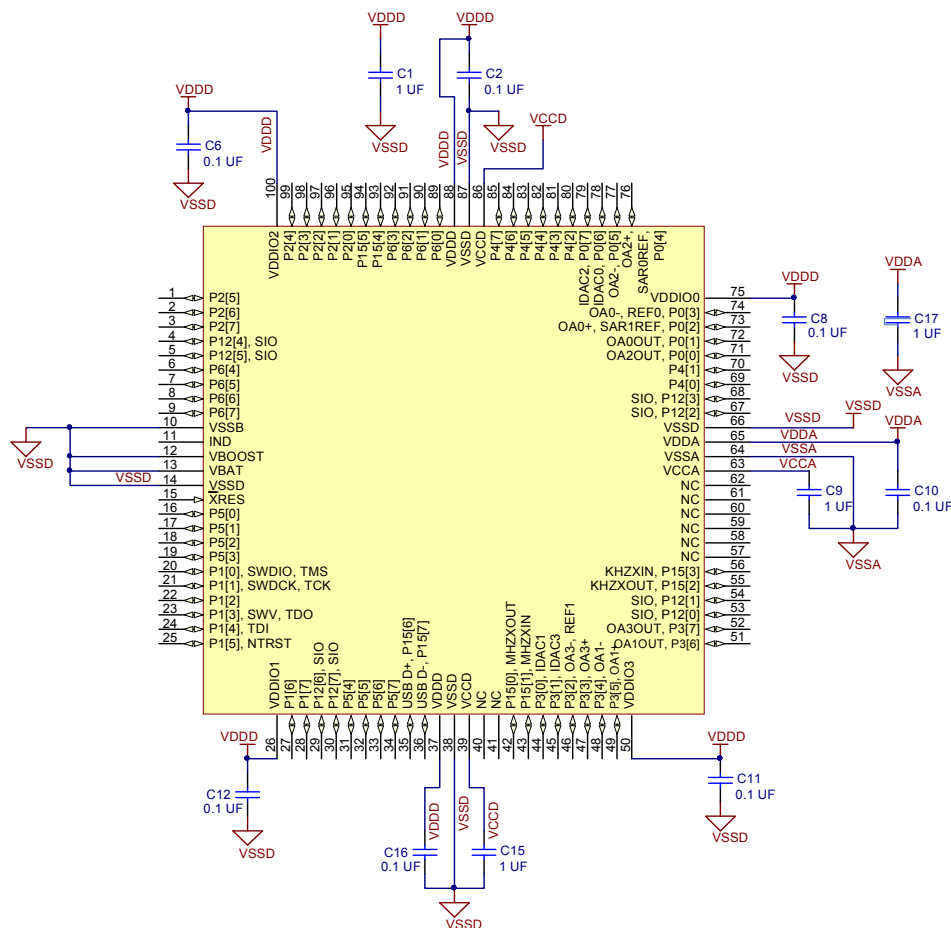 VDDD
C1
1 UF
VSSD
VDDD
C2
0.1 UF
VSSD
VDDD
VSSD
VCCD
VDDD
C6
0.1 UF
VSSD
VDDD
100
99
98
97
96
95
94
93
92
91
90
89
88
87
86
85
84
83
82
81
80
79
78
77
76
VDDIO2
P2[4]
P2[3]
P2[2]
P2[1]
P2[0]
P15[5]
P15[4]
P6[3]
P6[2]
P6[1]
P6[0]
VDDD
VSSD
VCCD
P4[7]
P4[6]
P4[5]
P4[4]
P4[3]
P4[2]
IDAC2, P0[7]
IDAC0, P0[6]
OA2-, P0[5]
OA2+,
SAR0REF,
P0[4]
1 P2[5]
2 P2[6]
3 P2[7]
4 P12[4], SIO
5 P12[5], SIO
6 P6[4]
7 P6[5]
8 P6[6]
9 P6[7]
10 VSSB
11 IND
12 VBOOST
13 VBAT
VSSD 14 VSSD
15 XRES
16 P5[0]
17 P5[1]
18 P5[2]
19 P5[3]
20 P1[0], SWDIO, TMS
21 P1[1], SWDCK, TCK
22 P1[2]
23 P1[3], SWV, TDO
24 P1[4], TDI
25 P1[5], NTRST
VSSD
VDDIO0 75
OA0-, REF0, P0[3] 74
OA0+, SAR1REF, P0[2] 73
OA0OUT, P0[1] 72
OA2OUT, P0[0] 71
P4[1] 70
P4[0] 69
SIO, P12[3] 68
SIO, P12[2] 67
VSSD 66 VSSD
VDDA 65 VDDA
VSSA 64 VSSA
VCCA 63 VCCA
NC 62
NC 61
NC 60
NC 59
NC 58
NC 57
KHZXIN, P15[3] 56
KHZXOUT, P15[2] 55
SIO, P12[1] 54
SIO, P12[0] 53
OA3OUT, P3[7] 52
OA1OUT, P3[6] 51
VDDD
C8
0.1 UF
VSSD
VDDA
C17
1 UF
VSSA
VSSD
VDDA
C9
1 UF
C10
0.1 UF
VSSA
VDDIO1
P1[6]
P1[7]
P12[6], SIO
P12[7], SIO
P5[4]
P5[5]
P5[6]
P5[7]
USB D+, P15[6]
USB D-, P15[7]
VDDD
VSSD
VCCD
NC
NC
P15[0], MHZXOUT
P15[1], MHZXIN
P3[0], IDAC1
P3[1], IDAC3
P3[2], OA3-, REF1
P3[3], OA3+
P3[4], OA1-
P3[5], OA1+
VDDIO3
26
27
28
29
30
31
32
33
34
35
36
37
38
39
40
41
42
43
44
45
46
47
48
49
50
VDDD
C12
0.1 UF
VSSD
VDDD
VSSD
VCCD
C16
0.1 UF
C15
1 UF
VSSD
VDDD
C11
0.1 UF
VSSD